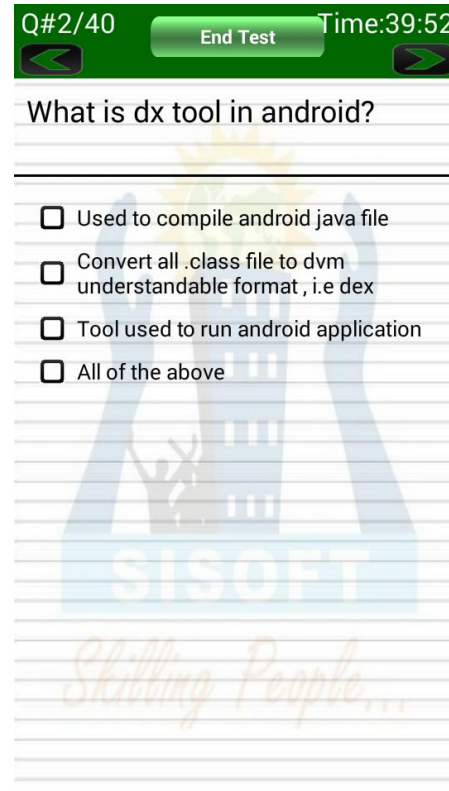 Q#2/40
End Test
Time:39:52
What is dx tool in android?
Used to compile android java file
Convert all .class file to dvm
understandable format , i.e dex
Tool used to run android application
All of the above
SISOFT
Skilling People...